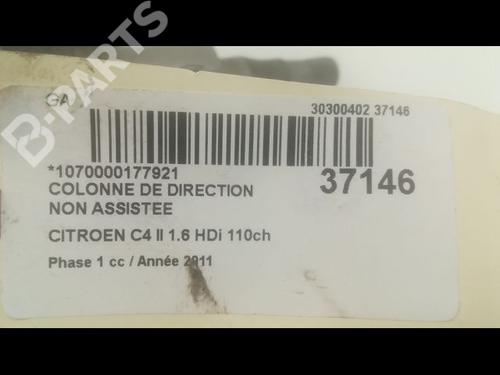 B-PARTS
GA
30300402 37146
*1070000177921
37146
COLONNE DE DIRECTION
NON ASSISTEE
CITROEN C4 II 1.6 HDi 110ch
Phase 1 cc / Année 2011